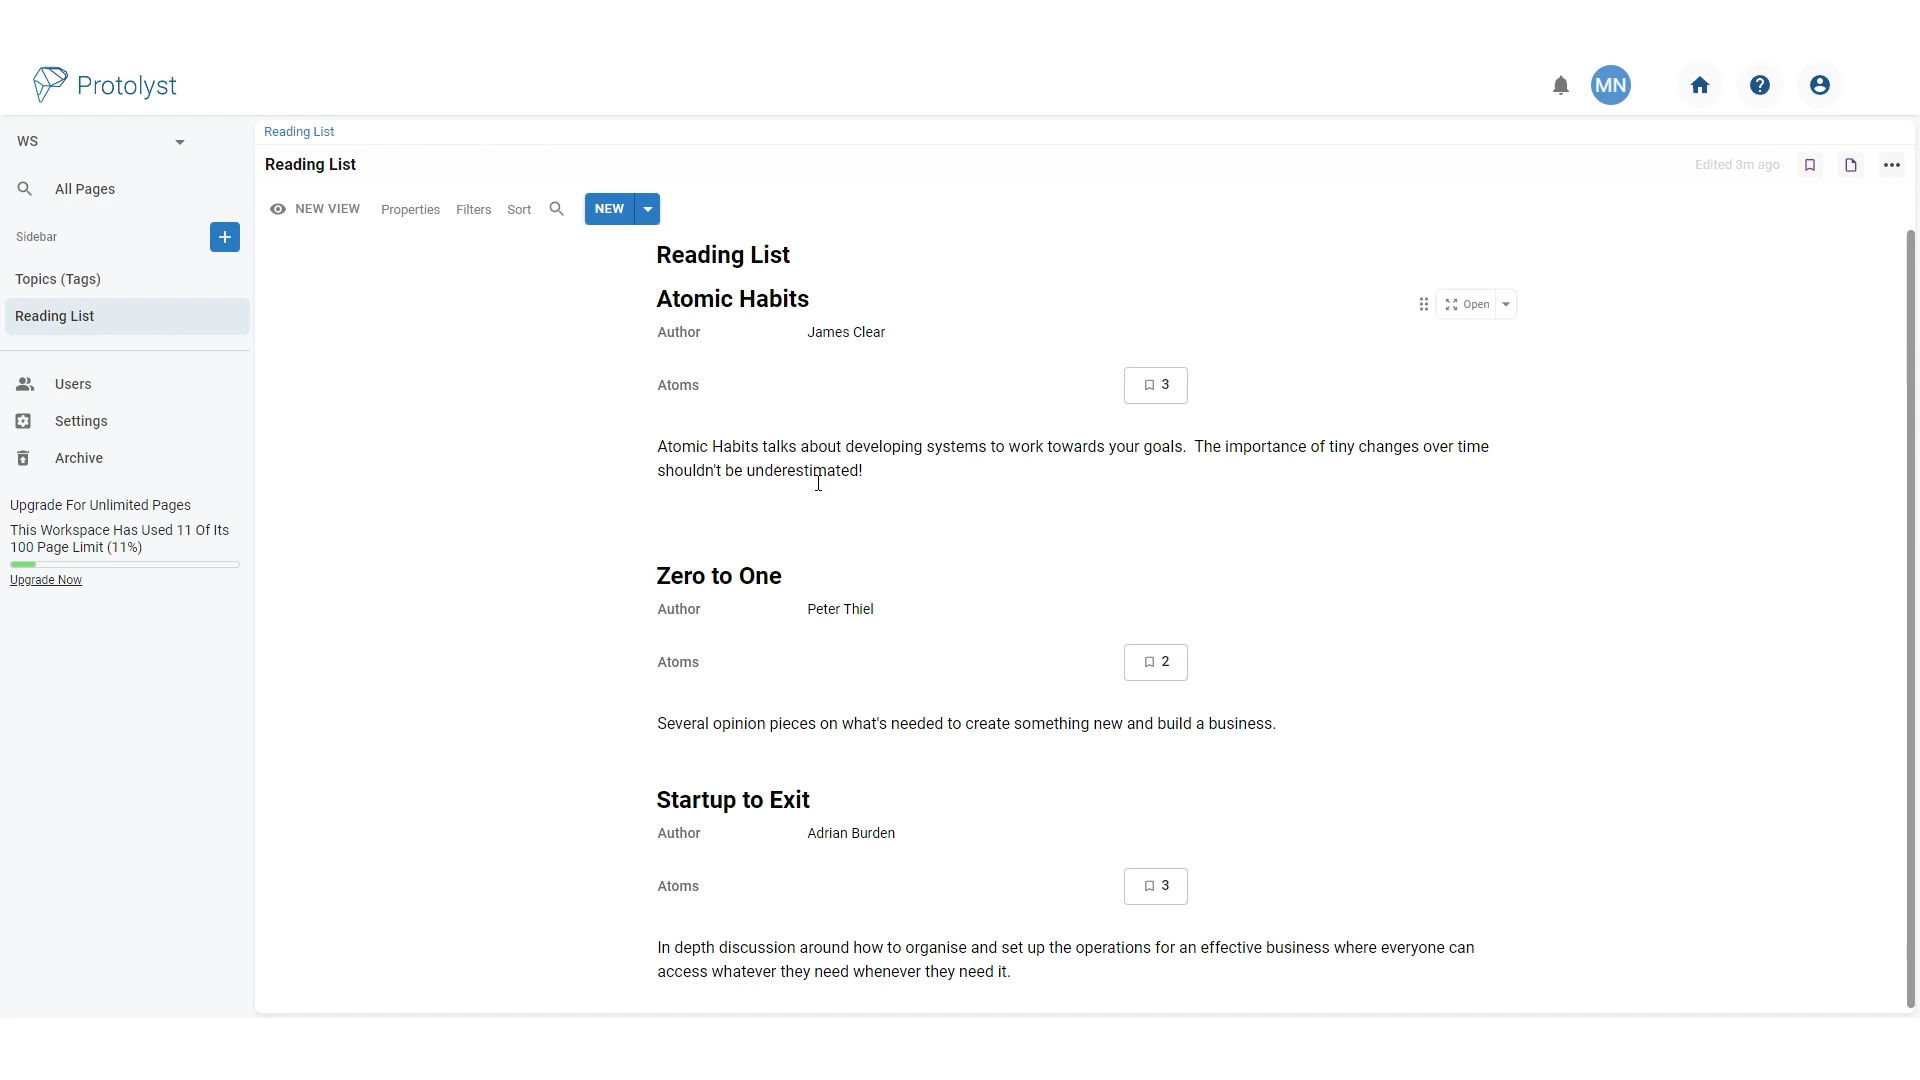 Protolyst
MN
WS
All Pages
Sidebar
Topics (Tags)
Reading List
Users
Settings
Archive
Upgrade For Unlimited Pages
This Workspace Has Used 11 Of Its
100 Page Limit (11%)
Upgrade Now
Reading List
Reading List
Edited 3m ago
NEW VIEW Properties Filters Sort NEW
Reading List
Atomic Habits
Open
Author James Clear
Atoms 3
Atomic Habits talks about developing systems to work towards your goals. The importance of tiny changes over time
shouldn't be underestimated!
Zero to One
Author Peter Thiel
Atoms 2
Several opinion pieces on what's needed to create something new and build a business.
Startup to Exit
Author Adrian Burden
Atoms 3
In depth discussion around how to organise and set up the operations for an effective business where everyone can
access whatever they need whenever they need it.